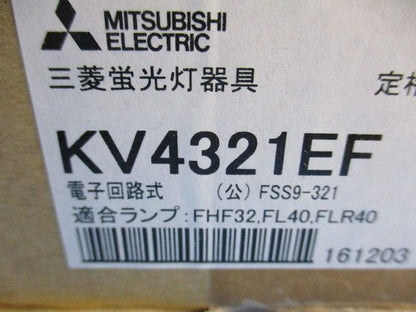 MITSUBISHI
ELECTRIC
三菱蛍光灯器具
定格
KV4321EF
電子回路式 （公）FSS9-321
適合ランプ：FHF32,FL40,FLR40
161203